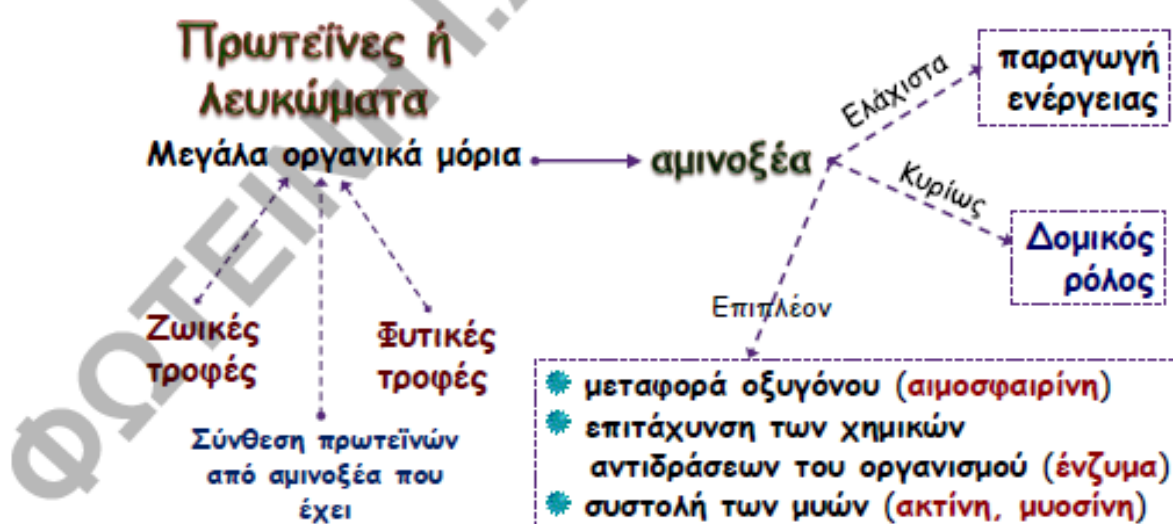 Πρωτεΐνες ή
λευκώματα
Μεγάλα οργανικά μόρια
αμινοξέα
Ελάχιστα
παραγωγή
ενέργειας
Κυρίως
Δομικός
ρόλος
Επιπλέον
Ζωικές
τροφές
Φυτικές
τροφές
Σύνθεση πρωτεϊνών
από αμινοξέα που
έχει
μεταφορά οξυγόνου (αιμοσφαιρίνη)
επιτάχυνση των χημικών
αντιδράσεων του οργανισμού (ένζυμα)
συστολή των μυών (ακτίνη, μυοσίνη)
ΦΩΤΕΙΝΗ